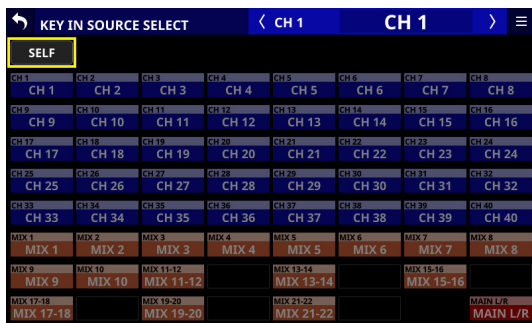 KEY IN SOURCE SELECT CH 1 CH 1
SELF
CH 1 CH 2 CH 3 CH 4 CH 5 CH 6 CH 7 CH 8
CH 1 CH 2 CH 3 CH 4 CH 5 CH 6 CH 7 CH 8
CH 9 CH 10 CH 11 CH 12 CH 13 CH 14 CH 15 CH 16
CH 9 CH 10 CH 11 CH 12 CH 13 CH 14 CH 15 CH 16
CH 17 CH 18 CH 19 CH 20 CH 21 CH 22 CH 23 CH 24
CH 17 CH 18 CH 19 CH 20 CH 21 CH 22 CH 23 CH 24
CH 25 CH 26 CH 27 CH 28 CH 29 CH 30 CH 31 CH 32
CH 25 CH 26 CH 27 CH 28 CH 29 CH 30 CH 31 CH 32
CH 33 CH 34 CH 35 CH 36 CH 37 CH 38 CH 39 CH 40
CH 33 CH 34 CH 35 CH 36 CH 37 CH 38 CH 39 CH 40
MIX 1 MIX 2 MIX 3 MIX 4 MIX 5 MIX 6 MIX 7 MIX 8
MIX 1 MIX 2 MIX 3 MIX 4 MIX 5 MIX 6 MIX 7 MIX 8
MIX 9 MIX 10 MIX 11-12 MIX 13-14 MIX 15-16
MIX 9 MIX 10 MIX 11-12 MIX 13-14 MIX 15-16
MIX 17-18 MIX 19-20 MIX 21-22 MAIN L/R
MIX 17-18 MIX 19-20 MIX 21-22 MAIN L/R